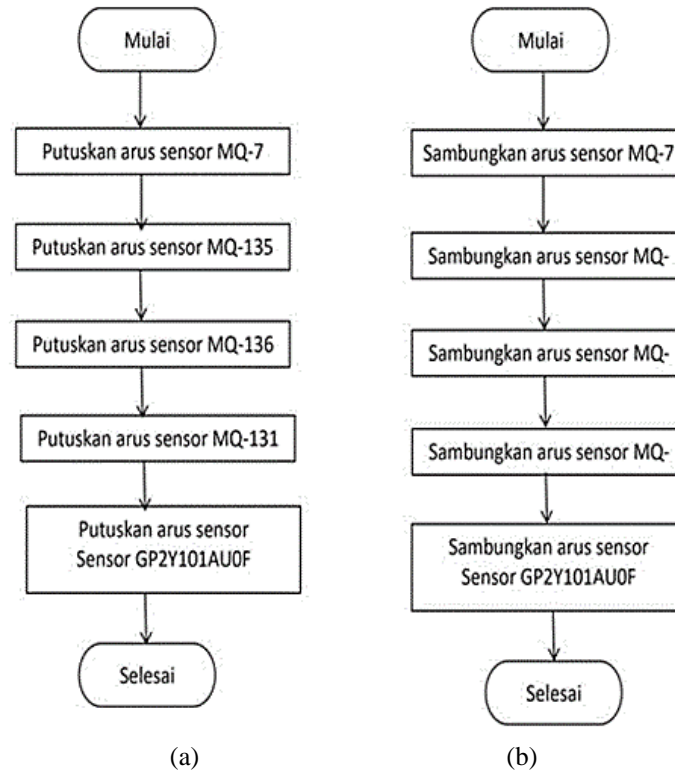 Mulai
Putuskan arus sensor MQ-7
Putuskan arus sensor MQ-135
Putuskan arus sensor MQ-136
Putuskan arus sensor MQ-131
Putuskan arus sensor
Sensor GP2Y101AU0F
Selesai
(a)
Mulai
Sambungkan arus sensor MQ-7
Sambungkan arus sensor MQ-
Sambungkan arus sensor MQ-
Sambungkan arus sensor MQ-
Sambungkan arus sensor
Sensor GP2Y101AU0F
Selesai
(b)